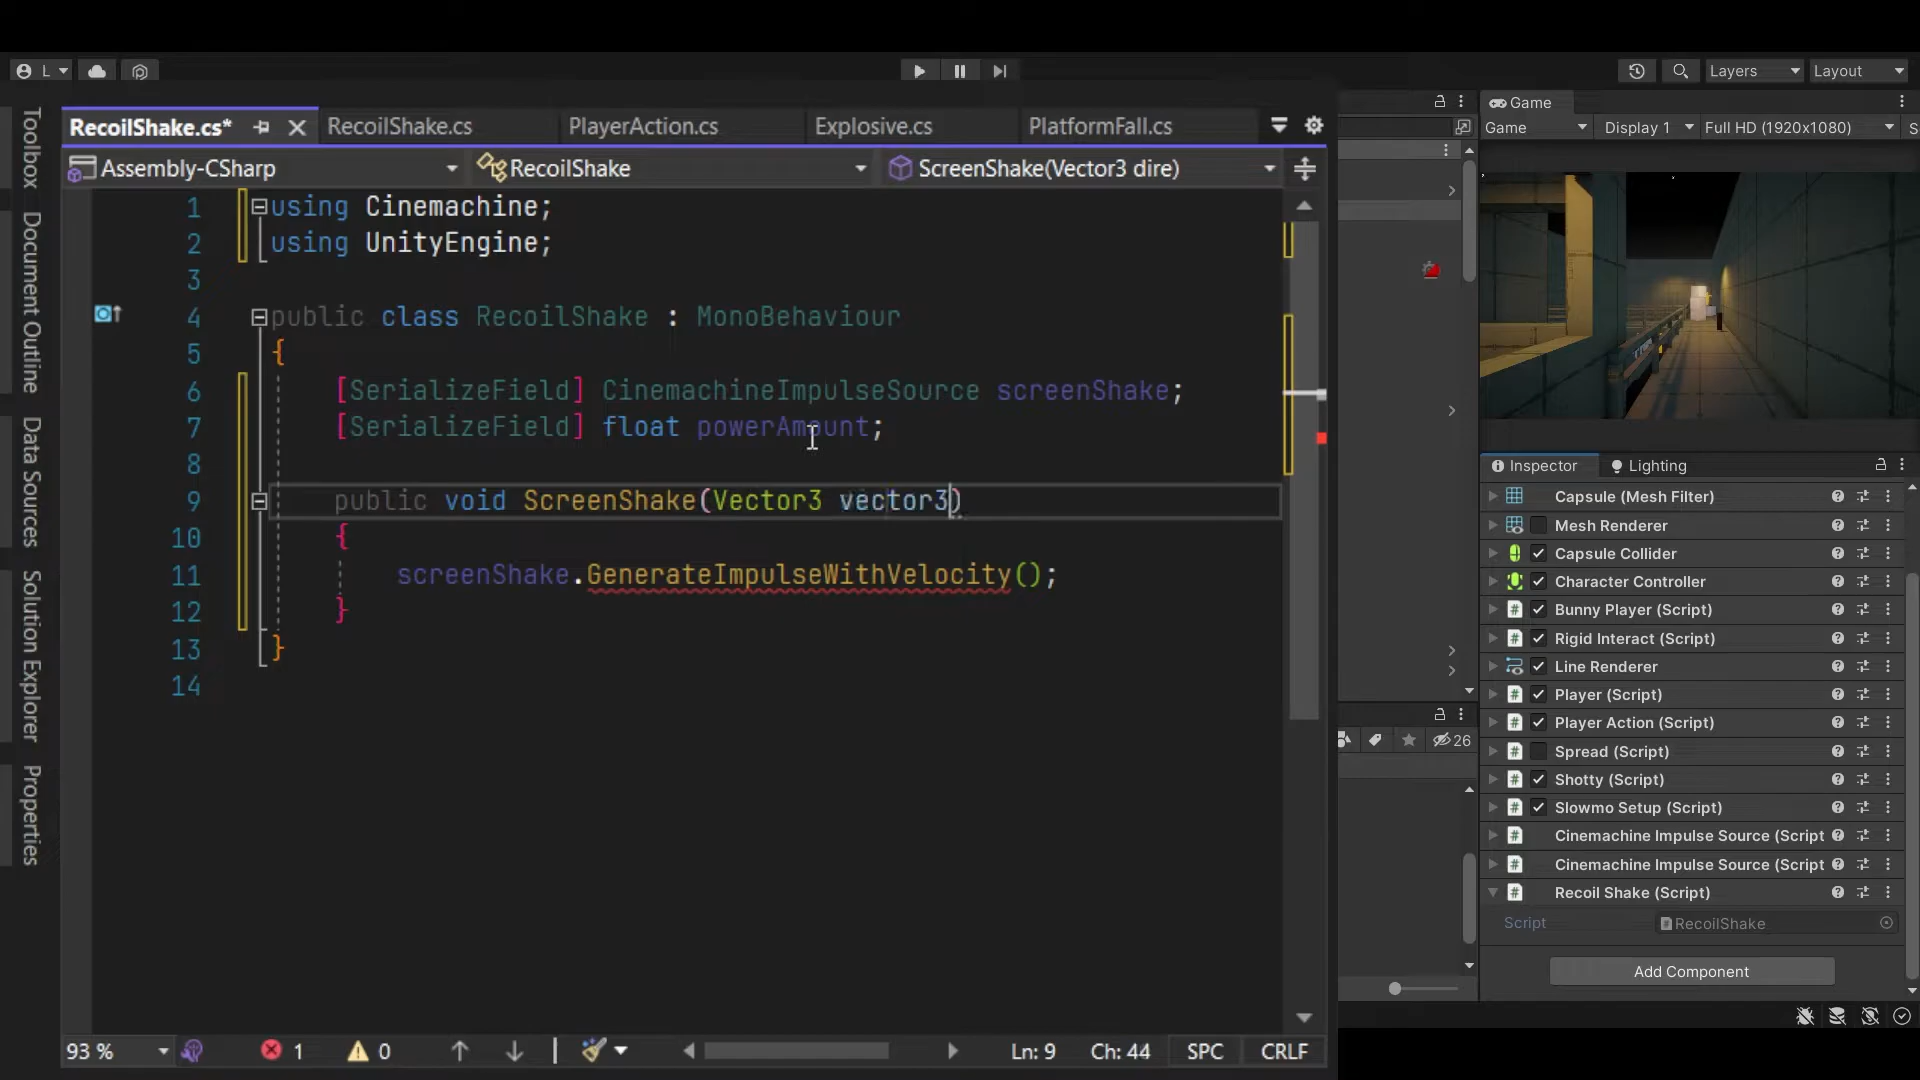 L
Layers
Layout
RecoilShake.cs*
RecoilShake.cs
PlayerAction.cs
Explosive.cs
PlatformFall.cs
Game
Game
Display 1
Full HD (1920x1080)
S
Assembly-CSharp
RecoilShake
ScreenShake(Vector3 dire)
Toolbox
Document Outline
Data Sources
Solution Explorer
Properties
1 using Cinemachine;
2 using UnityEngine;
3
4 public class RecoilShake : MonoBehaviour
5 {
6 [SerializeField] CinemachineImpulseSource screenShake;
7 [SerializeField] float powerAmount;
8
9 public void ScreenShake(Vector3 vector3)
10 {
11 screenShake.GenerateImpulseWithVelocity();
12 }
13 }
14
26
Inspector
Lighting
Capsule (Mesh Filter)
Mesh Renderer
Capsule Collider
Character Controller
Bunny Player (Script)
Rigid Interact (Script)
Line Renderer
Player (Script)
Player Action (Script)
Spread (Script)
Shotty (Script)
Slowmo Setup (Script)
Cinemachine Impulse Source (Script
Cinemachine Impulse Source (Script
Recoil Shake (Script)
Script
RecoilShake
Add Component
93 %
1
0
Ln: 9
Ch: 44
SPC
CRLF